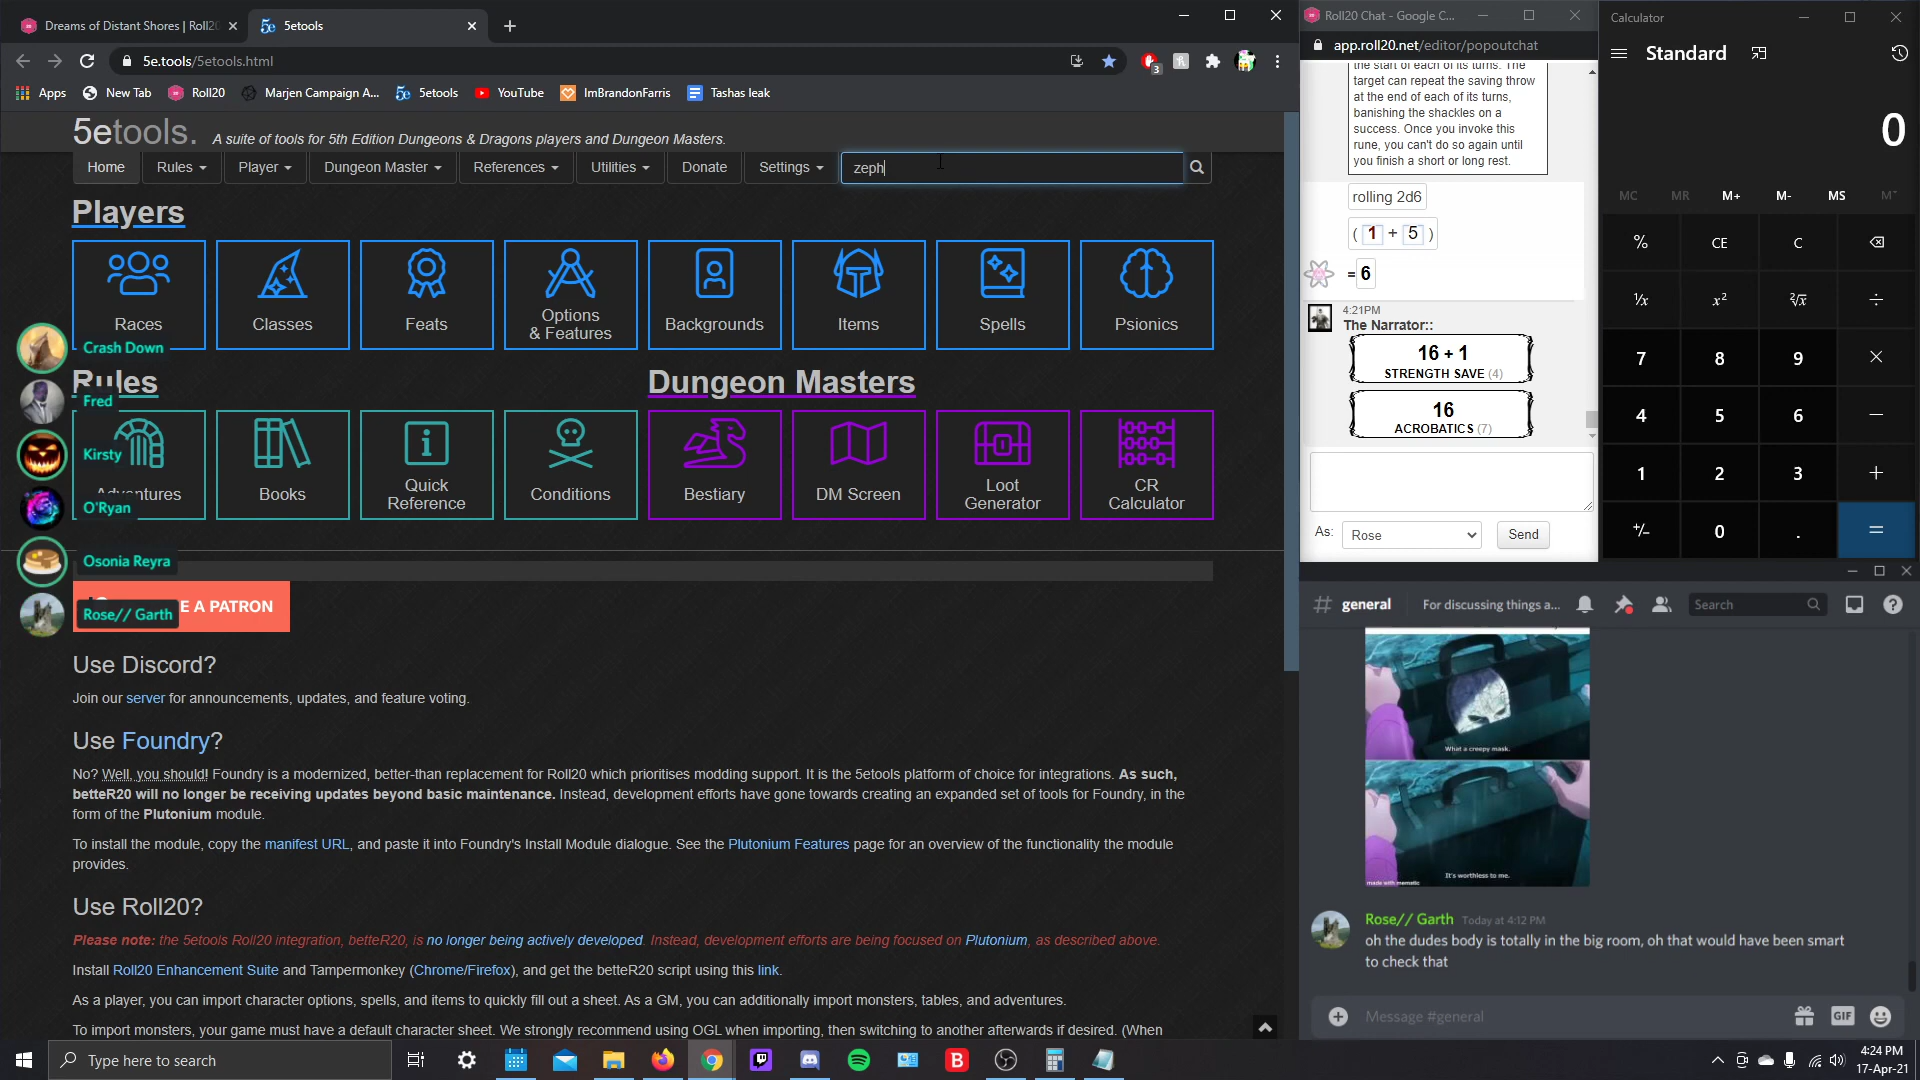 Dreams of Distant Shores | Roll20
5etools
5e.tools/5etools.html
3
Apps
New Tab
Roll20
Marjen Campaign A...
5etools
YouTube
ImBrandonFarris
Tashas leak
5etools. A suite of tools for 5th Edition Dungeons & Dragons players and Dungeon Masters.
Home
Rules
Player
Dungeon Master
References
Utilities
Donate
Settings
zeph
Players
Races
Classes
Feats
Options
& Features
Backgrounds
Items
Spells
Psionics
Crash Down
Rules
Fred
Dungeon Masters
Kirsty
Adventures
Books
Quick
Reference
Conditions
Bestiary
DM Screen
Loot
Generator
CR
Calculator
O'Ryan
Osonia Reyra
Rose// Garth
E A PATRON
Use Discord?
Join our server for announcements, updates, and feature voting.
Use Foundry?
No? Well, you should! Foundry is a modernized, better-than replacement for Roll20 which prioritises modding support. It is the 5etools platform of choice for integrations. As such,
betteR20 will no longer be receiving updates beyond basic maintenance. Instead, development efforts have gone towards creating an expanded set of tools for Foundry, in the
form of the Plutonium module.
To install the module, copy the manifest URL, and paste it into Foundry's Install Module dialogue. See the Plutonium Features page for an overview of the functionality the module
provides.
Use Roll20?
Please note: the 5etools Roll20 integration, betteR20, is no longer being actively developed. Instead, development efforts are being focused on Plutonium, as described above.
Install Roll20 Enhancement Suite and Tampermonkey (Chrome/Firefox), and get the betteR20 script using this link.
As a player, you can import character options, spells, and items to quickly fill out a sheet. As a GM, you can additionally import monsters, tables, and adventures.
To import monsters, your game must have a default character sheet. We strongly recommend using OGL when importing, then switching to another afterwards if desired. (When
Roll20 Chat - Google C...
app.roll20.net/editor/popoutchat
the start of each of its turns. The
target can repeat the saving throw
at the end of each of its turns,
banishing the shackles on a
success. Once you invoke this
rune, you can't do so again until
you finish a short or long rest.
rolling 2d6
( 1 + 5 )
= 6
4:21PM
The Narrator::
16 + 1
STRENGTH SAVE (4)
16
ACROBATICS (7)
As:
Rose
Send
Calculator
Standard
0
MC MR M+ M- MS M˅
% CE C
⅟x x² ²√x ÷
7 8 9 ×
4 5 6 −
1 2 3 +
+/- 0 . =
# general
For discussing things a...
Search
What a creepy mask.
It's worthless to me.
made with mematic
Rose// Garth Today at 4:12 PM
oh the dudes body is totally in the big room, oh that would have been smart
to check that
Message #general
GIF
Type here to search
B
4:24 PM
17-Apr-21